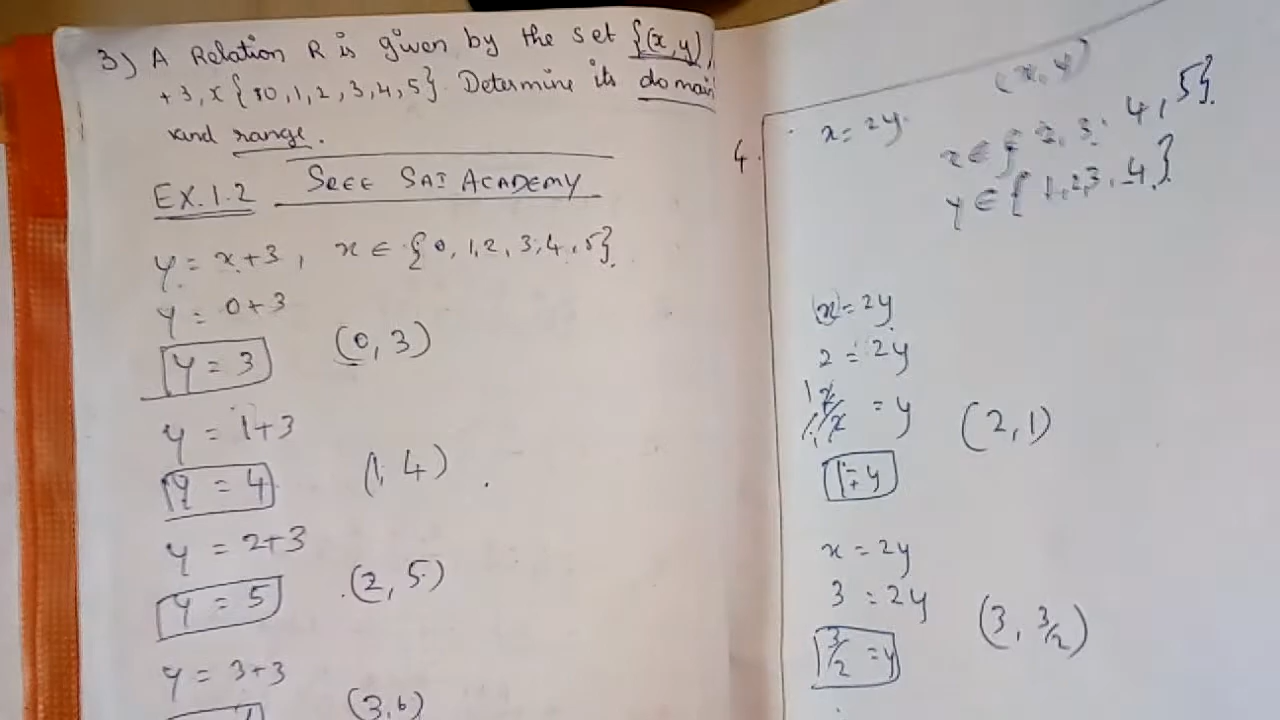 3) A Relation R is given by the set {(x,y),
+3, x {0,1,2,3,4,5}. Determine its domain
and range.
EX.1.2 SREE SAI ACADEMY
y = x+3, x ∈ {0,1,2,3,4,5}.
y = 0+3
y = 3 (0,3)
y = 1+3
y = 4 (1,4)
y = 2+3
y = 5 (2,5)
y = 3+3
(3,6)
(x,y)
4. x = 2y
x ∈ { 2, 3, 4, 5}.
y ∈ { 1,2,3,4}
x = 2y
2 = 2y
= y (2,1)
1 = y
x = 2y
3 = 2y
3/2 = y (3, 3/2)